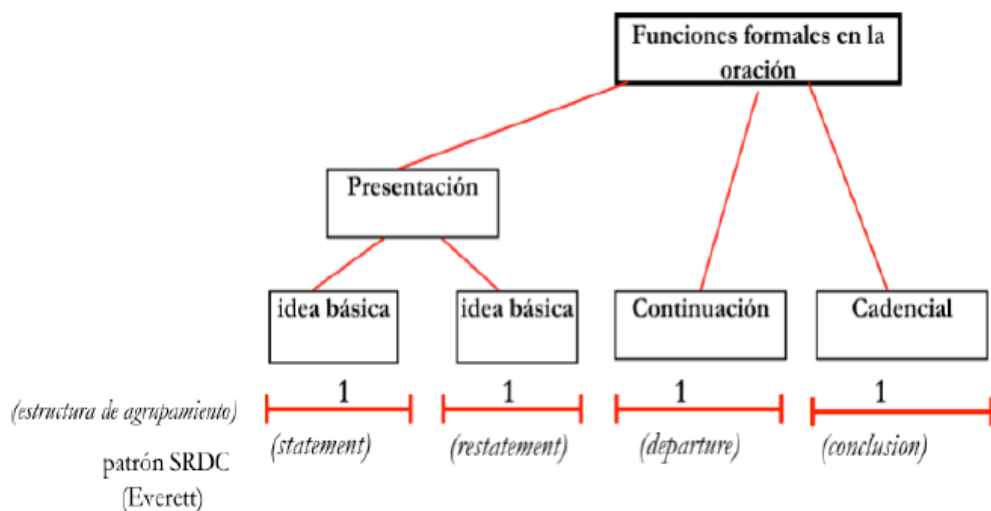 Funciones formales en la
oración
Presentación
idea básica
idea básica
Continuación
Cadencial
(estructura de agrupamiento)
1
1
1
1
patrón SRDC
(Everett)
(statement)
(restatement)
(departure)
(conclusion)